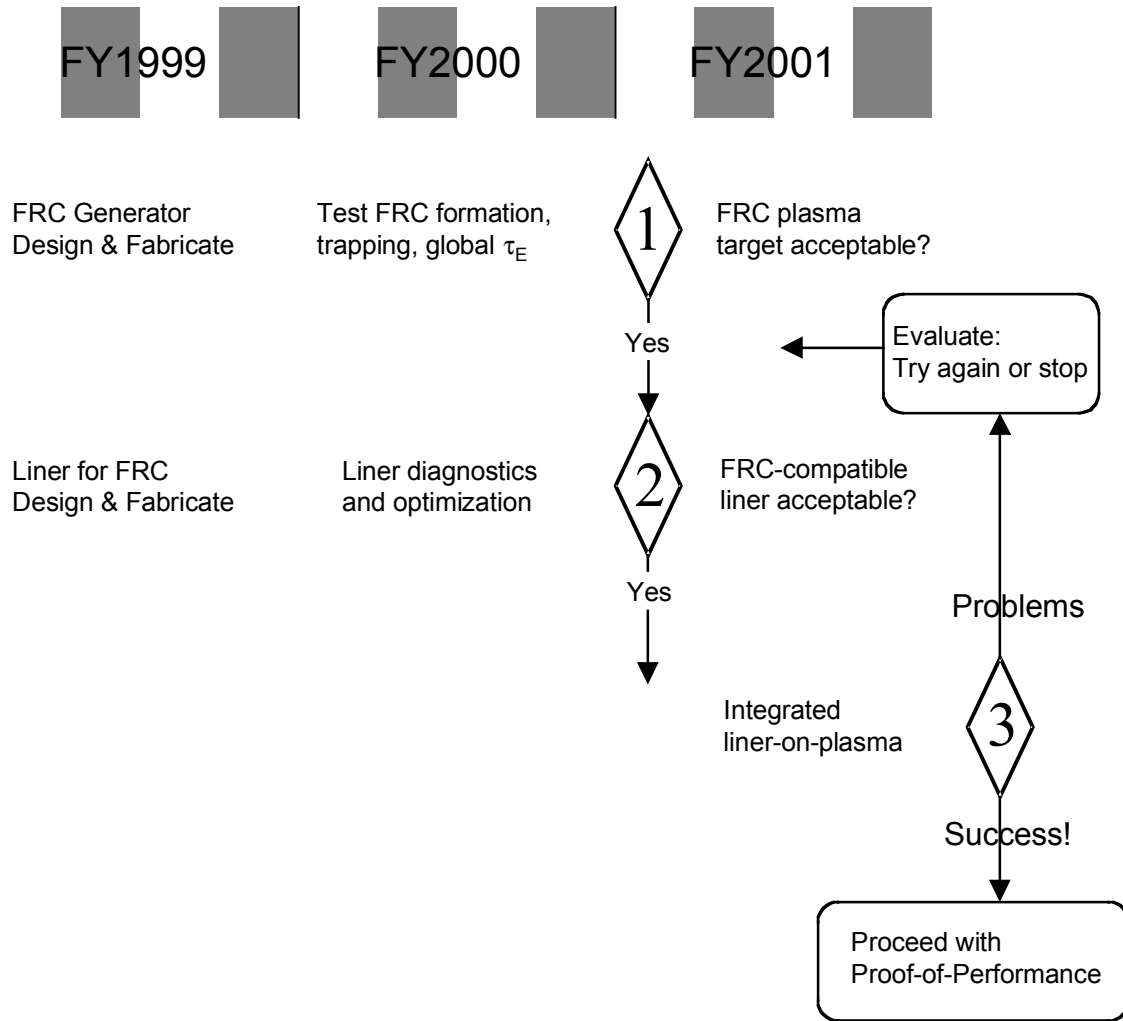 FY1999
FY2000
FY2001
FRC Generator
Design & Fabricate
Test FRC formation,
trapping, global τE
1
FRC plasma
target acceptable?
Yes
Evaluate:
Try again or stop
Liner for FRC
Design & Fabricate
Liner diagnostics
and optimization
2
FRC-compatible
liner acceptable?
Yes
Problems
Integrated
liner-on-plasma
3
Success!
Proceed with
Proof-of-Performance